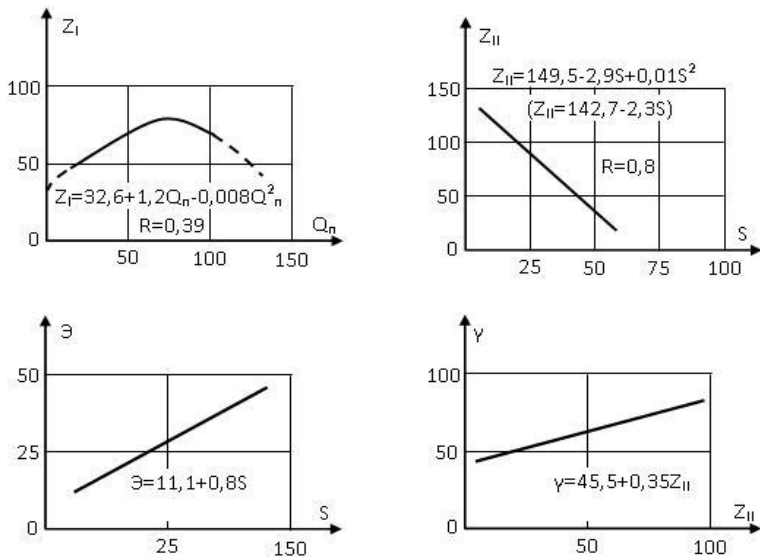 Z_I
100
50
0
Z_I=32,6+1,2Q_п-0,008Q²_п
R=0,39
Q_п
50
100
150
Z_II
Z_II=149,5-2,9S+0,01S²
(Z_II=142,7-2,3S)
150
100
50
0
R=0,8
S
25
50
75
100
Э
50
25
0
Э=11,1+0,8S
S
25
150
γ
100
50
0
γ=45,5+0,35Z_II
Z_II
50
100